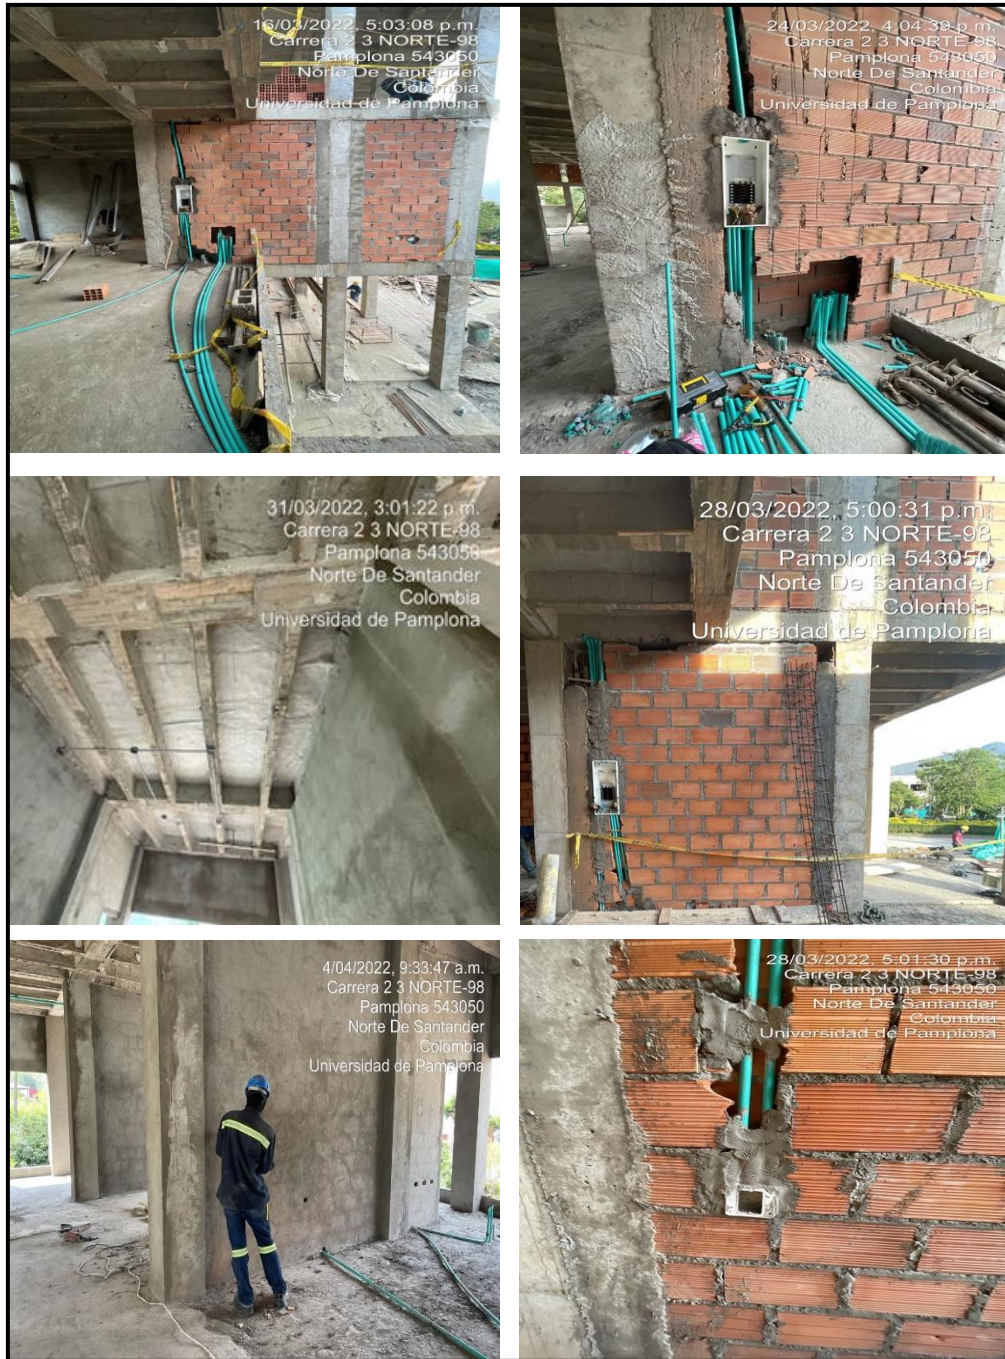 16/03/2022, 5:03:08 p.m.
Carrera 2 3 NORTE-98
Pamplona 543050
Norte De Santander
Colombia
Universidad de Pamplona
24/03/2022 4:04:39 p.m.
Carrera 2 3 NORTE-98
Pamplona 543050
Norte De Santander
Colombia
Universidad de Pamplona
31/03/2022, 3:01:22 p.m.
Carrera 2 3 NORTE-98
Pamplona 543050
Norte De Santander
Colombia
Universidad de Pamplona
28/03/2022, 5:00:31 p.m.
Carrera 2 3 NORTE-98
Pamplona 543050
Norte De Santander
Colombia
Universidad de Pamplona
4/04/2022, 9:33:47 a.m.
Carrera 2 3 NORTE-98
Pamplona 543050
Norte De Santander
Colombia
Universidad de Pamplona
28/03/2022, 5:01:30 p.m.
Carrera 2 3 NORTE-98
Pamplona 543050
Norte De Santander
Colombia
Universidad de Pamplona